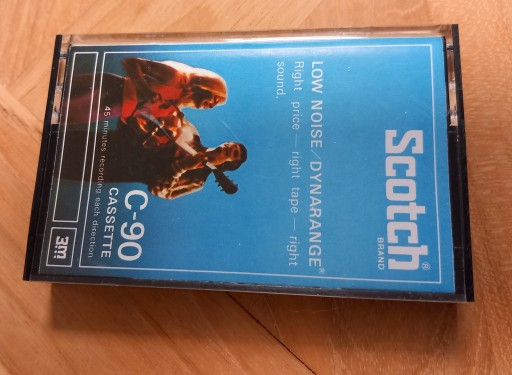 Scotch®
BRAND
LOW NOISE/DYNARANGE®
Right price — right tape — right
sound.
C-90
CASSETTE
45 minutes recording each direction
3M